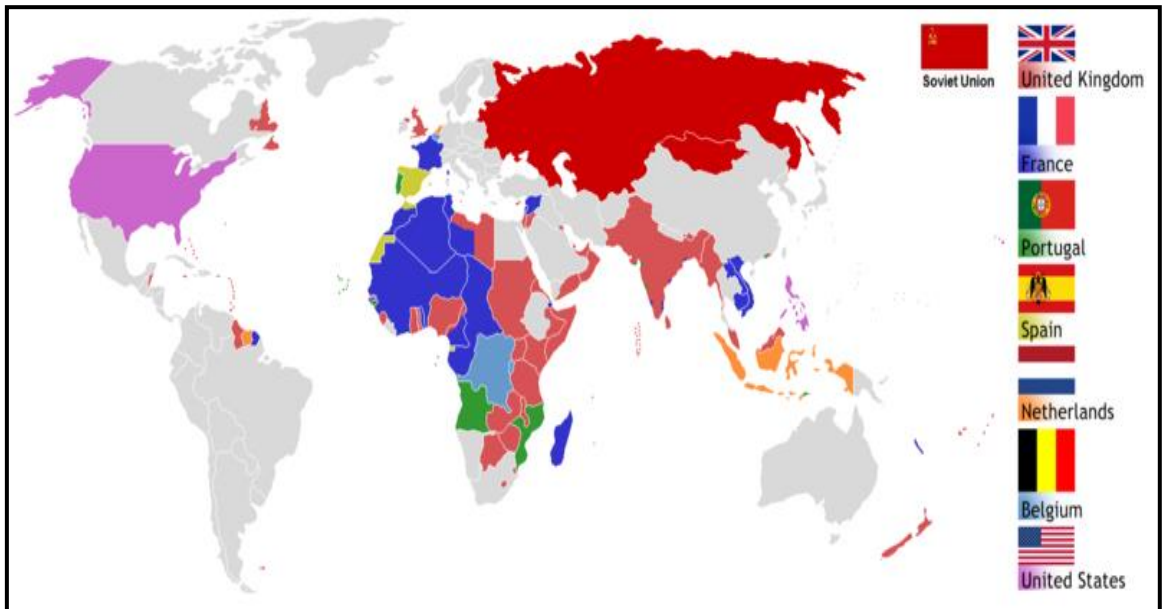 Soviet Union
United Kingdom
France
Portugal
Spain
Netherlands
Belgium
United States